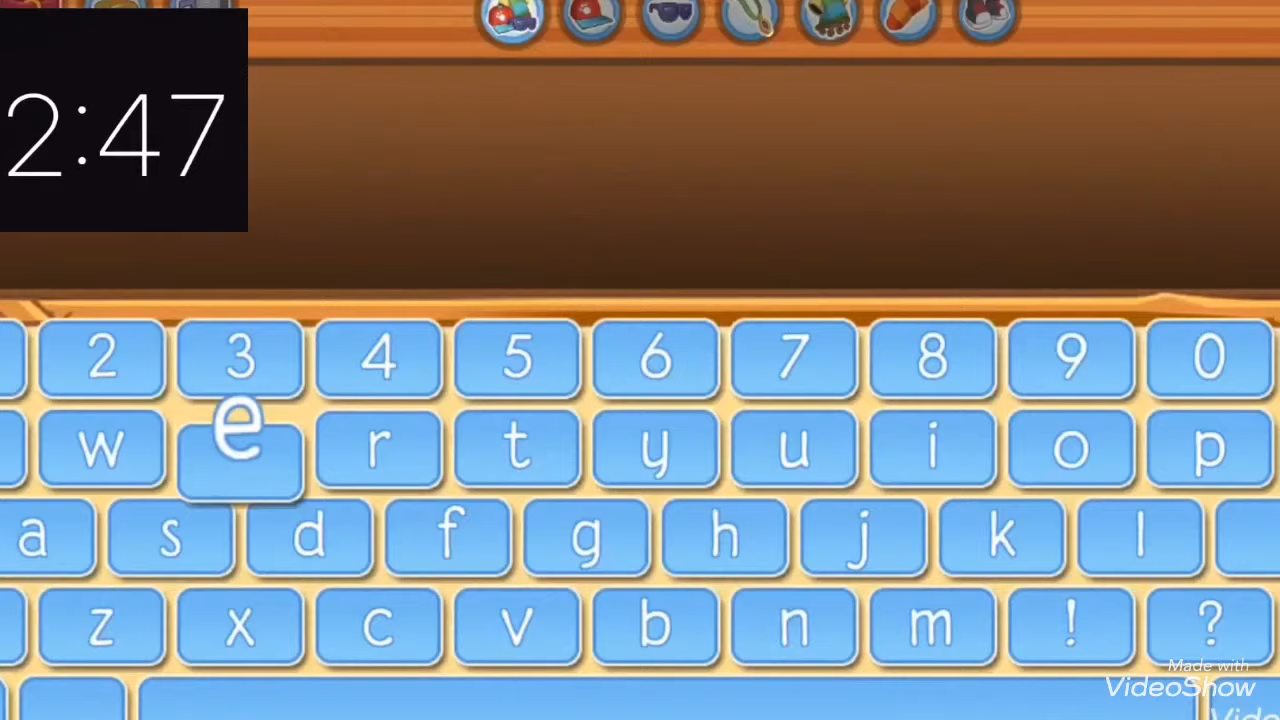 2:47
2 3 4 5 6 7 8 9 0
w e r t y u i o p
a s d f g h j k l
z x c v b n m ! ?
Made with
VideoShow